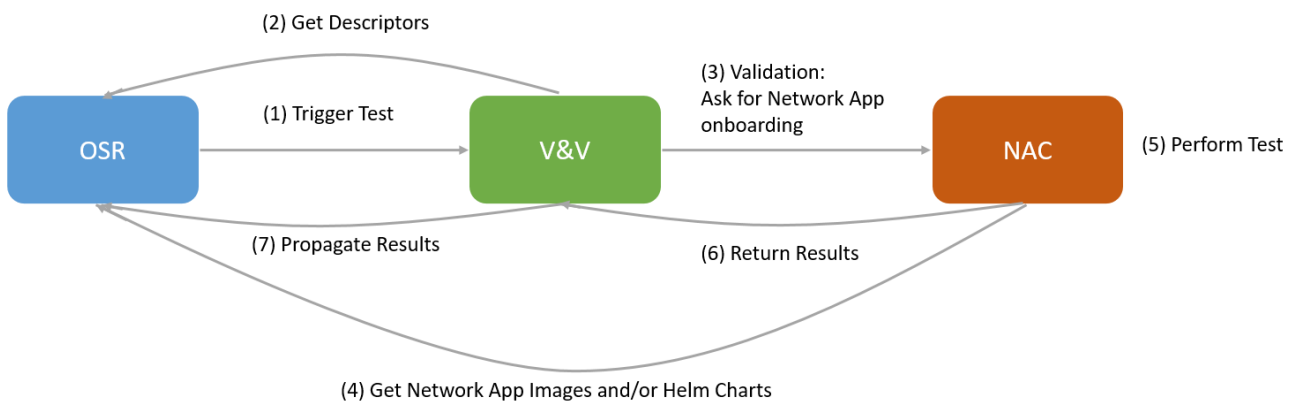 (2) Get Descriptors
(3) Validation:
Ask for Network App
onboarding
(1) Trigger Test
OSR
V&V
NAC
(5) Perform Test
(7) Propagate Results
(6) Return Results
(4) Get Network App Images and/or Helm Charts